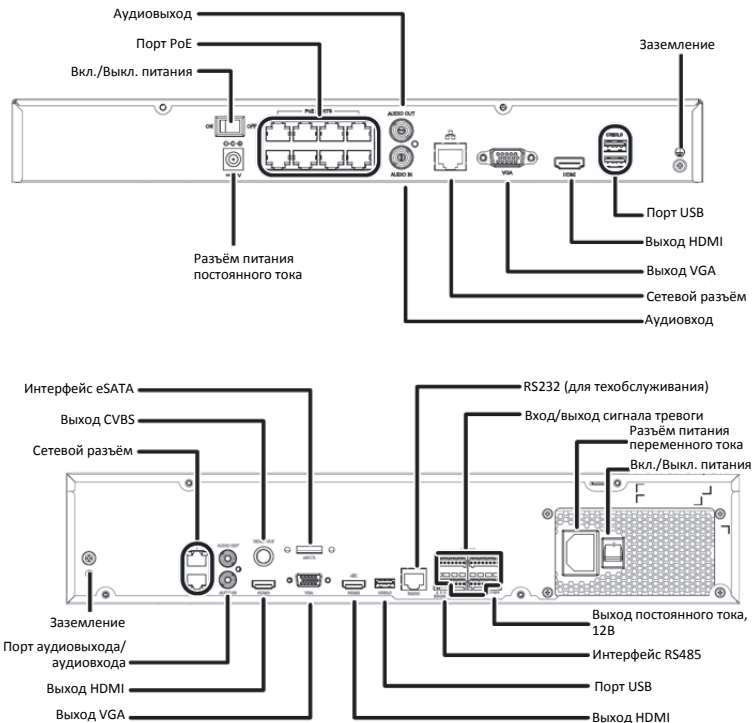 Аудиовыход
Порт PoE
Вкл./Выкл. питания
Заземление
ON
OFF
AUDIO OUT
AUDIO IN
VGA
HDMI
Порт USB
Выход HDMI
Разъём питания
постоянного тока
Выход VGA
Сетевой разъём
Аудиовход
Интерфейс eSATA
RS232 (для техобслуживания)
Выход CVBS
Вход/выход сигнала тревоги
Разъём питания
переменного тока
Сетевой разъём
Вкл./Выкл. питания
AUDIO OUT
VGA
Заземление
Выход постоянного тока,
12В
Порт аудиовыхода/
аудиовхода
Интерфейс RS485
Выход HDMI
Порт USB
Выход VGA
Выход HDMI